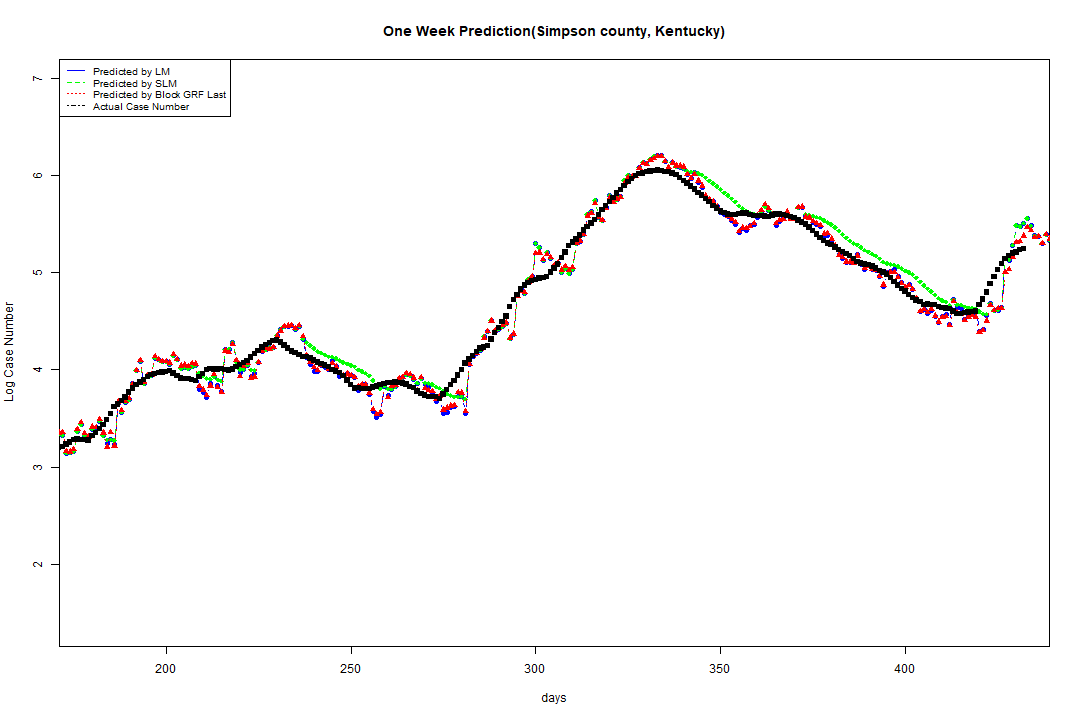 One Week Prediction(Simpson county, Kentucky)
Predicted by LM
Predicted by SLM
Predicted by Block GRF Last
Actual Case Number
7
6
5
4
3
2
Log Case Number
200 250 300 350 400
days